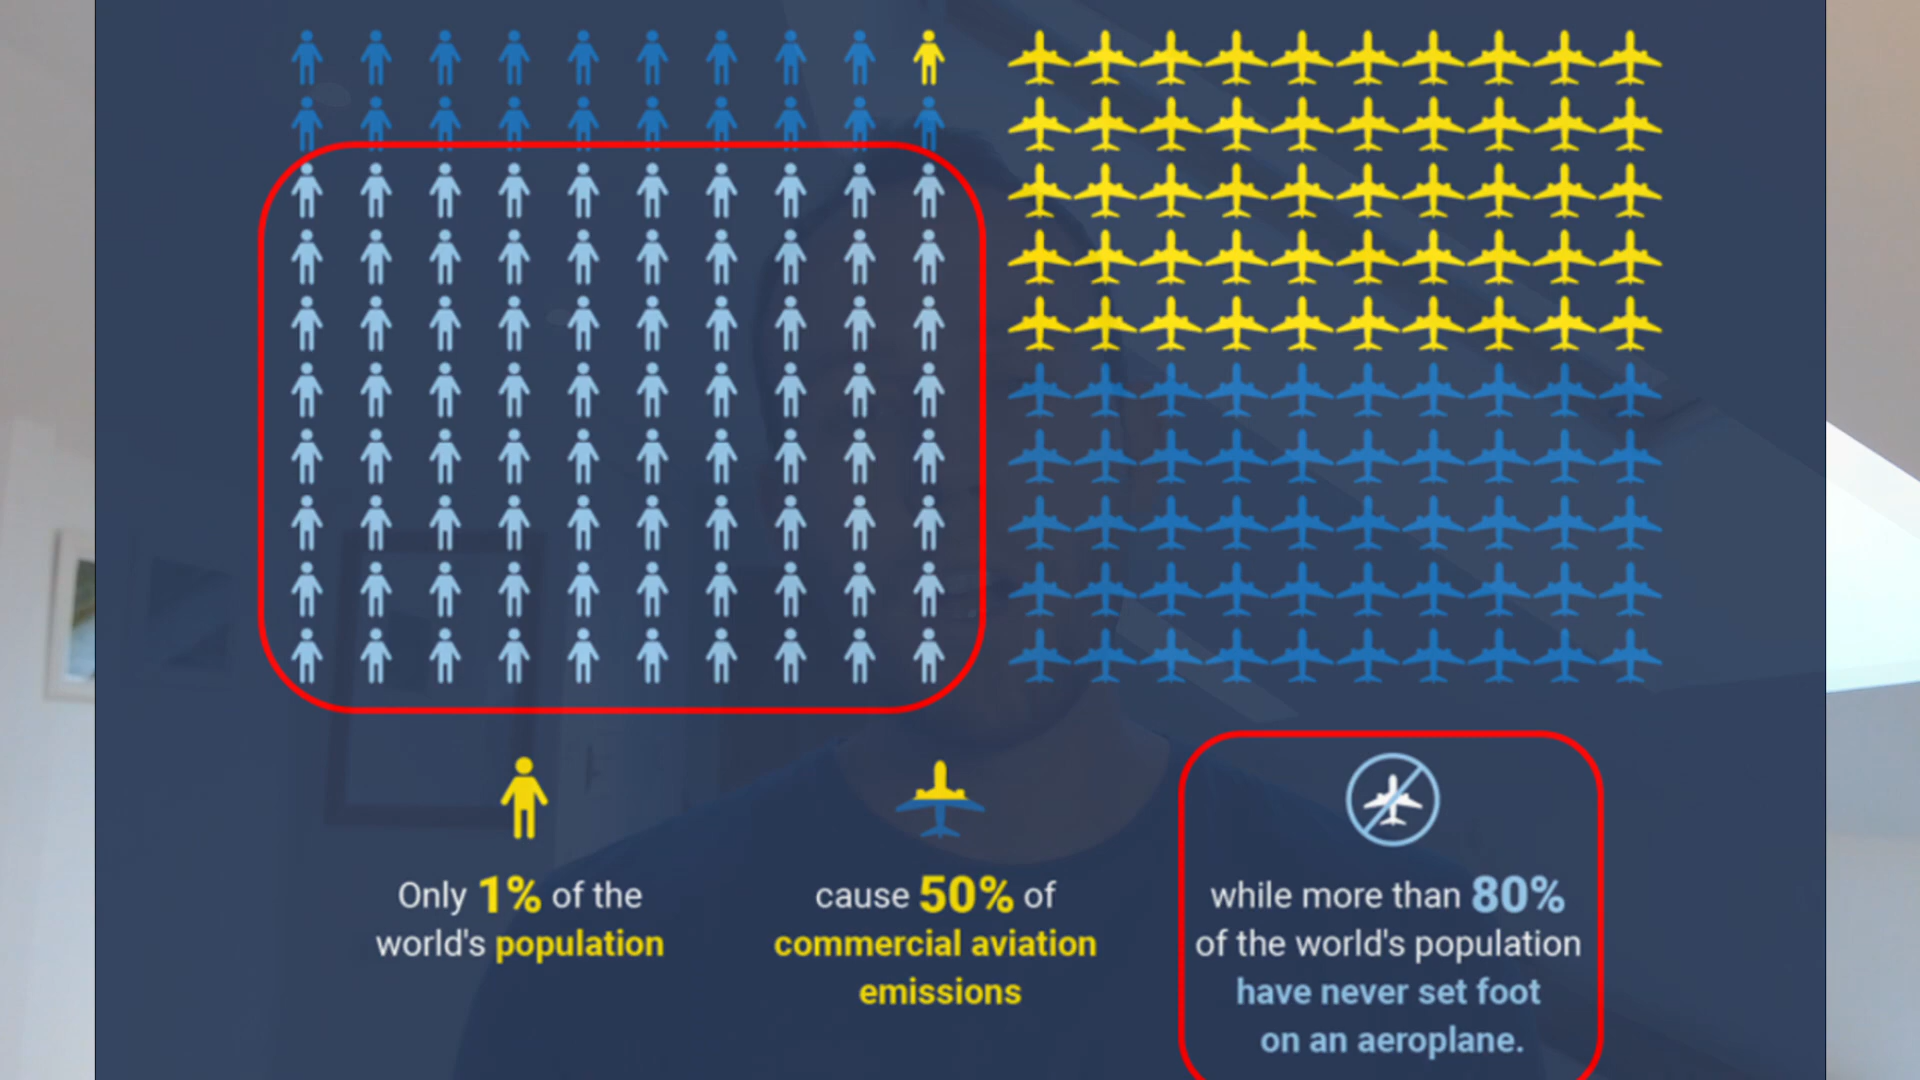 Only 1% of the
world's population
cause 50% of
commercial aviation
emissions
while more than 80%
of the world's population
have never set foot
on an aeroplane.